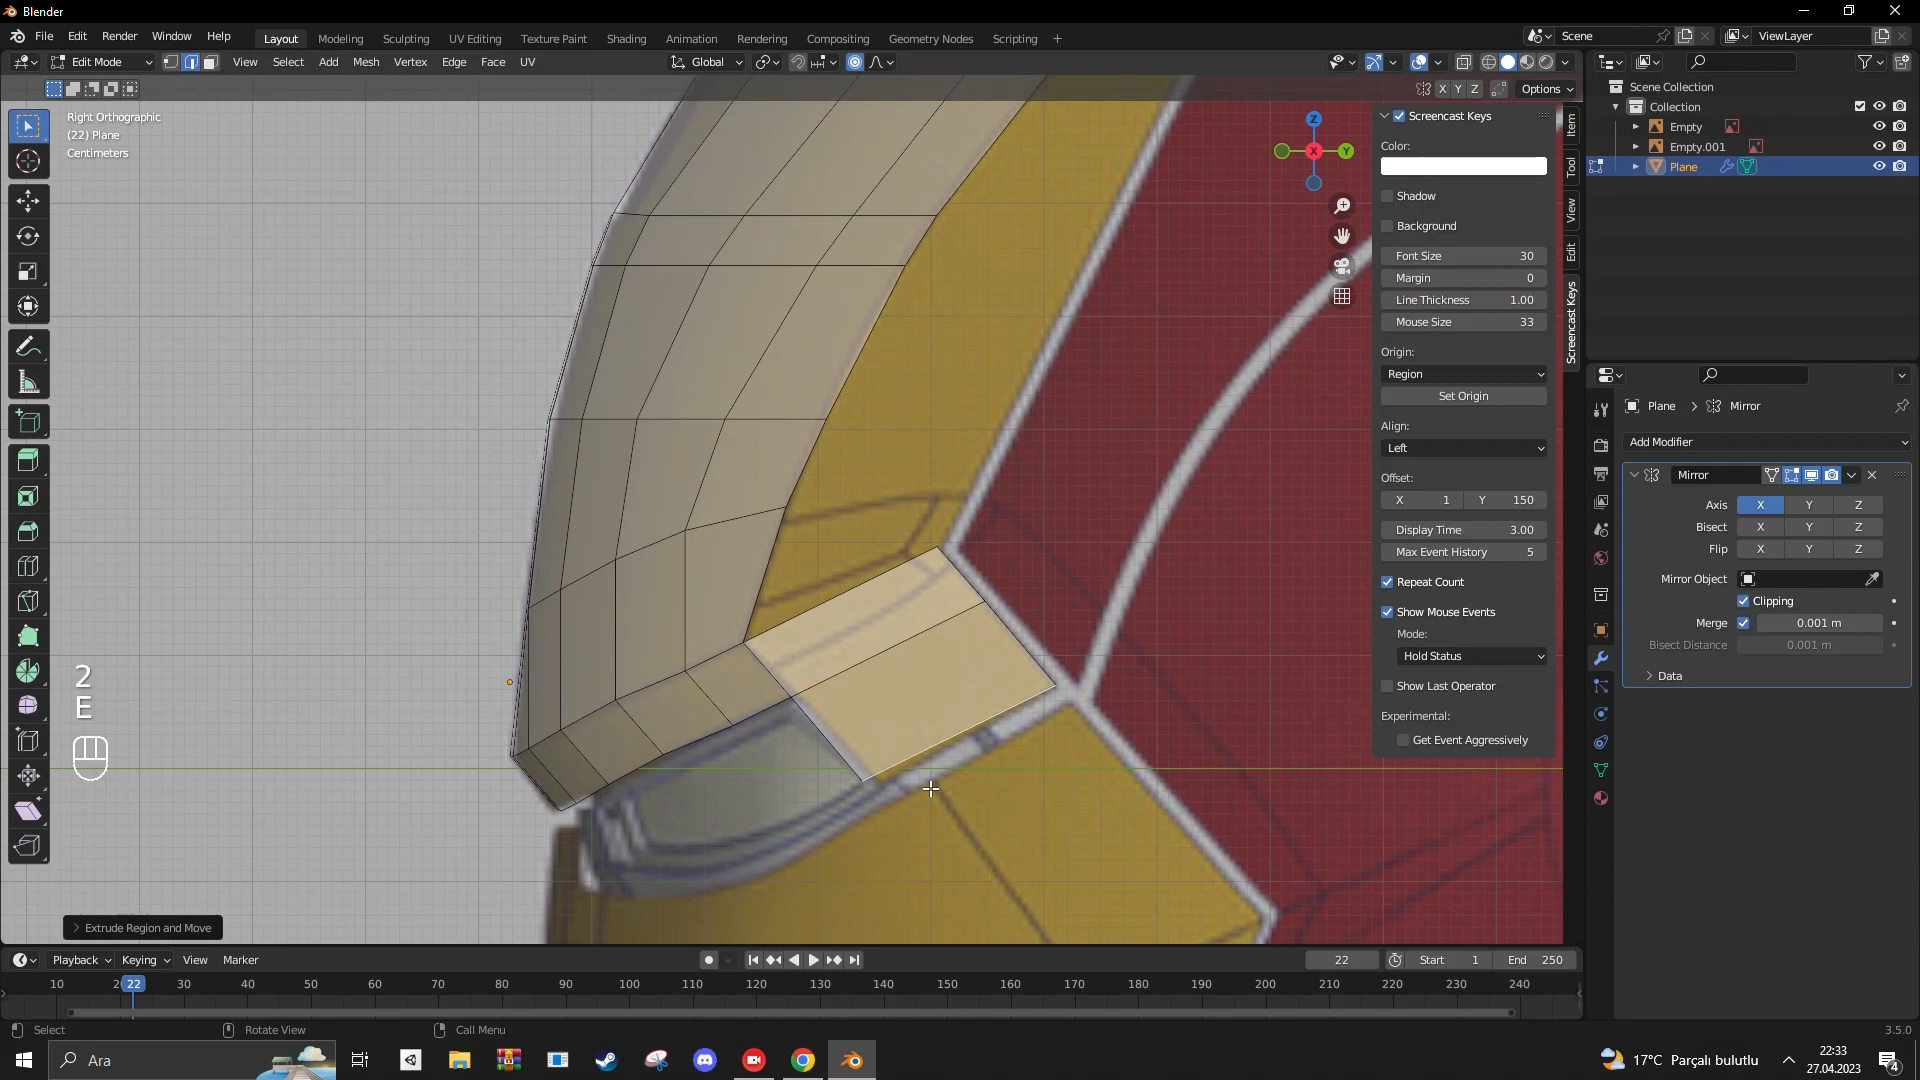 Blender
File Edit Render Window Help
Layout Modeling Sculpting UV Editing Texture Paint Shading Animation Rendering Compositing Geometry Nodes Scripting +
Scene
ViewLayer
Edit Mode
View Select Add Mesh Vertex Edge Face UV
Global
X Y Z
Options
Right Orthographic
(22) Plane
Centimeters
Z
X
Y
Screencast Keys
Color:
Shadow
Background
Font Size 30
Margin 0
Line Thickness 1.00
Mouse Size 33
Origin:
Region
Set Origin
Align:
Left
Offset:
X 1 Y 150
Display Time 3.00
Max Event History 5
Repeat Count
Show Mouse Events
Mode:
Hold Status
Show Last Operator
Experimental:
Get Event Aggressively
Item
Tool
View
Edit
Screencast Keys
Scene Collection
Collection
Empty
Empty.001
Plane
Plane > Mirror
Add Modifier
Mirror
Axis X Y Z
Bisect X Y Z
Flip X Y Z
Mirror Object
Clipping
Merge 0.001 m
Bisect Distance 0.001 m
> Data
2
E
> Extrude Region and Move
Playback Keying View Marker
22
Start 1 End 250
10 22 30 40 50 60 70 80 90 100 110 120 130 140 150 160 170 180 190 200 210 220 230 240
Select Rotate View Call Menu
3.5.0
Ara
17°C Parçalı bulutlu
22:33
27.04.2023
4